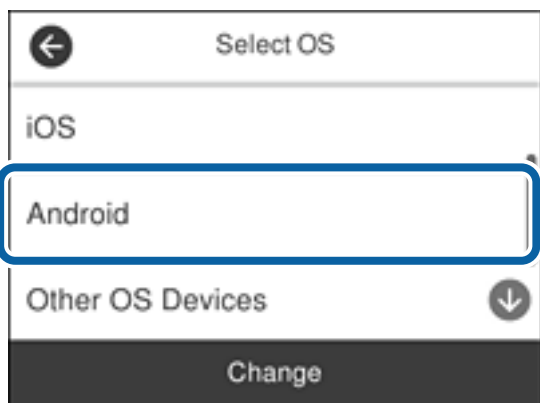 Select OS
iOS
Android
Other OS Devices
Change